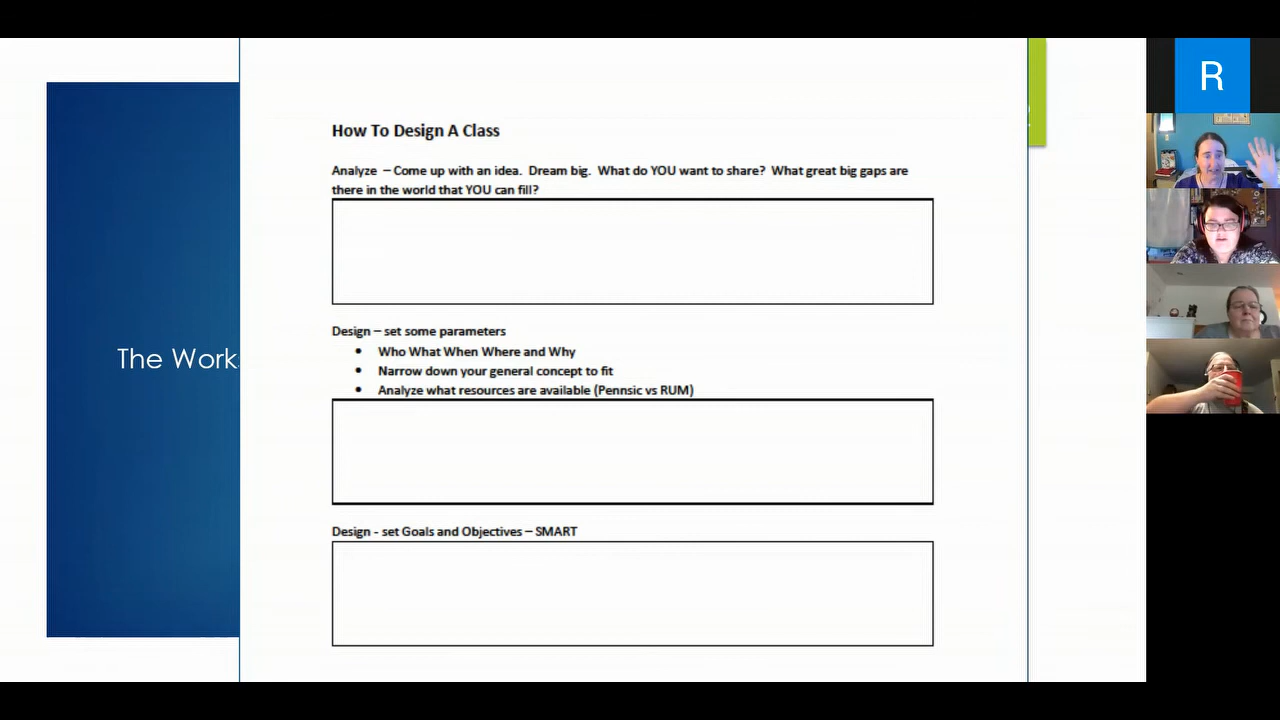 How To Design A Class
Analyze – Come up with an idea. Dream big. What do YOU want to share? What great big gaps are
there in the world that YOU can fill?
Design – set some parameters
• Who What When Where and Why
• Narrow down your general concept to fit
• Analyze what resources are available (Pennsic vs RUM)
Design - set Goals and Objectives – SMART
The Work
R